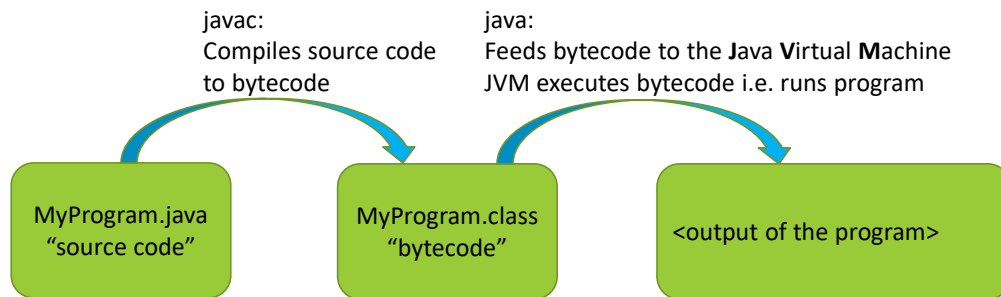 javac:
Compiles source code
to bytecode
java:
Feeds bytecode to the Java Virtual Machine
JVM executes bytecode i.e. runs program
MyProgram.java
“source code”
MyProgram.class
“bytecode”
<output of the program>